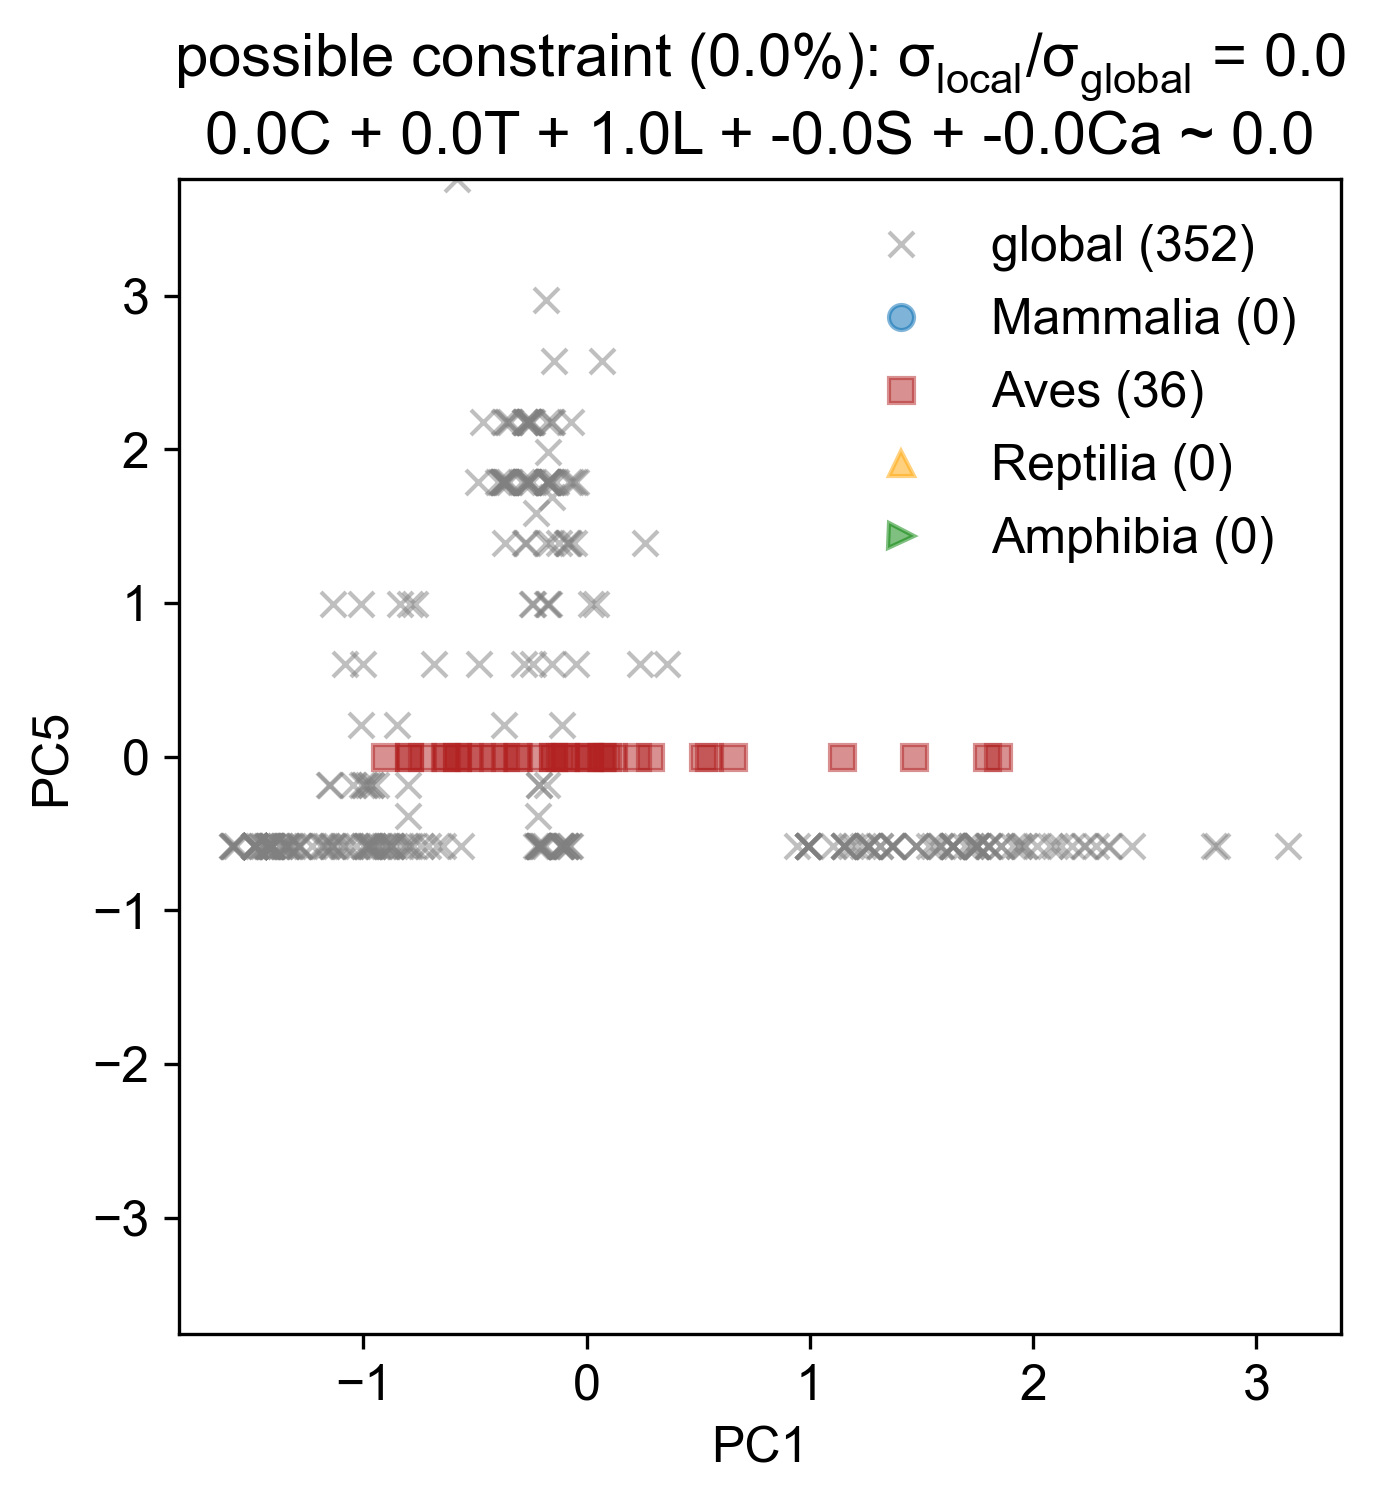 possible constraint (0.0%): σlocal/σglobal = 0.0
0.0C + 0.0T + 1.0L + -0.0S + -0.0Ca ~ 0.0
global (352)
Mammalia (0)
Aves (36)
Reptilia (0)
Amphibia (0)
3
2
1
0
−1
−2
−3
PC5
−1
0
1
2
3
PC1